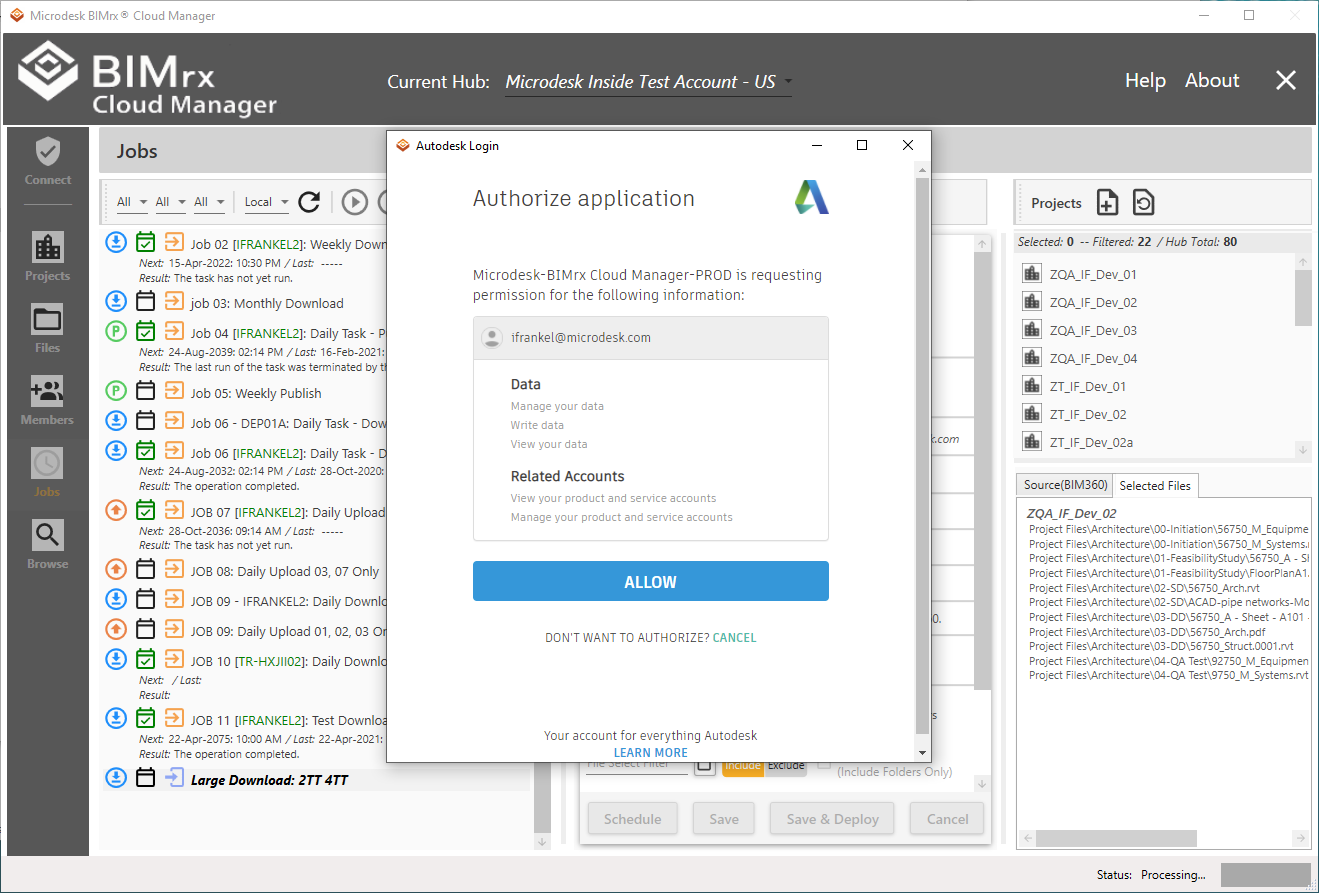 Microdesk BIMrx® Cloud Manager
BIMrx
Cloud Manager
Current Hub: Microdesk Inside Test Account - US
Help About
Connect
Projects
Files
Members
Jobs
Browse
Jobs
All All All Local
Job 02 [IFRANKEL2]: Weekly Down
Next: 15-Apr-2022: 10:30 PM / Last: -----
Result: The task has not yet run.
job 03: Monthly Download
Job 04 [IFRANKEL2]: Daily Task - P
Next: 24-Aug-2039: 02:14 PM / Last: 16-Feb-2021:
Result: The last run of the task was terminated by th
Job 05: Weekly Publish
Job 06 - DEP01A: Daily Task - Dow
Job 06 [IFRANKEL2]: Daily Task - D
Next: 24-Aug-2032: 02:14 PM / Last: 28-Oct-2020:
Result: The operation completed.
JOB 07 [IFRANKEL2]: Daily Upload
Next: 28-Oct-2036: 09:14 AM / Last: -----
Result: The task has not yet run.
JOB 08: Daily Upload 03, 07 Only
JOB 09 - IFRANKEL2: Daily Downlo
JOB 09: Daily Upload 01, 02, 03 Or
JOB 10 [TR-HXJII02]: Daily Downlo
Next: / Last:
Result:
JOB 11 [IFRANKEL2]: Test Downloa
Next: 22-Apr-2075: 10:00 AM / Last: 22-Apr-2021:
Result: The operation completed.
Large Download: 2TT 4TT
Autodesk Login
Authorize application
Microdesk-BIMrx Cloud Manager-PROD is requesting
permission for the following information:
ifrankel@microdesk.com
Data
Manage your data
Write data
View your data
Related Accounts
View your product and service accounts
Manage your product and service accounts
ALLOW
DON'T WANT TO AUTHORIZE? CANCEL
Your account for everything Autodesk
LEARN MORE
k.com
0.
s
File Select Filter Include Exclude (Include Folders Only)
Schedule Save Save & Deploy Cancel
Projects
Selected: 0 -- Filtered: 22 / Hub Total: 80
ZQA_IF_Dev_01
ZQA_IF_Dev_02
ZQA_IF_Dev_03
ZQA_IF_Dev_04
ZT_IF_Dev_01
ZT_IF_Dev_02
ZT_IF_Dev_02a
Source(BIM360) Selected Files
ZQA_IF_Dev_02
Project Files\Architecture\00-Initiation\56750_M_Equipme
Project Files\Architecture\00-Initiation\56750_M_Systems.r
Project Files\Architecture\01-FeasibilityStudy\56750_A - Sh
Project Files\Architecture\01-FeasibilityStudy\FloorPlanA1.
Project Files\Architecture\02-SD\56750_Arch.rvt
Project Files\Architecture\02-SD\ACAD-pipe networks-Mo
Project Files\Architecture\03-DD\56750_A - Sheet - A101 -
Project Files\Architecture\03-DD\56750_Arch.pdf
Project Files\Architecture\03-DD\56750_Struct.0001.rvt
Project Files\Architecture\04-QA Test\92750_M_Equipmen
Project Files\Architecture\04-QA Test\9750_M_Systems.rvt
Status: Processing...